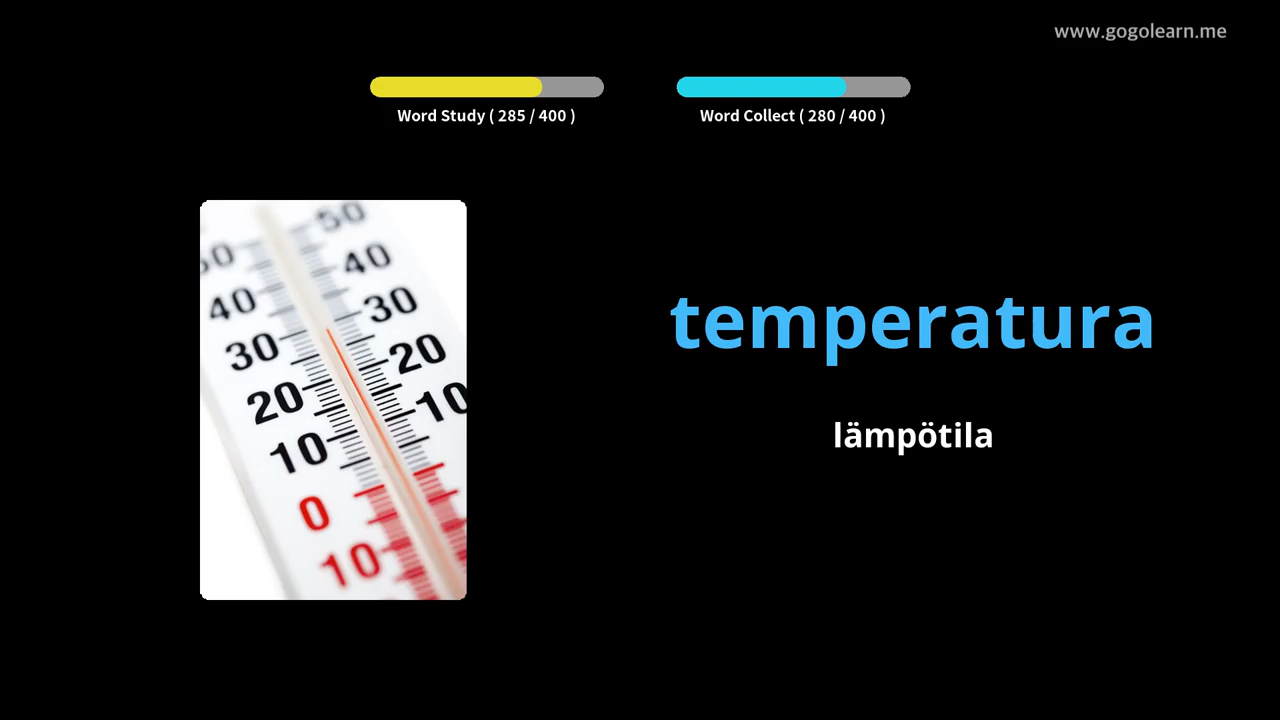 www.gogolearn.me
Word Study ( 285 / 400 )
Word Collect ( 280 / 400 )
50
40
40
30
30
20
20
10
10
0
10
temperatura
lämpötila